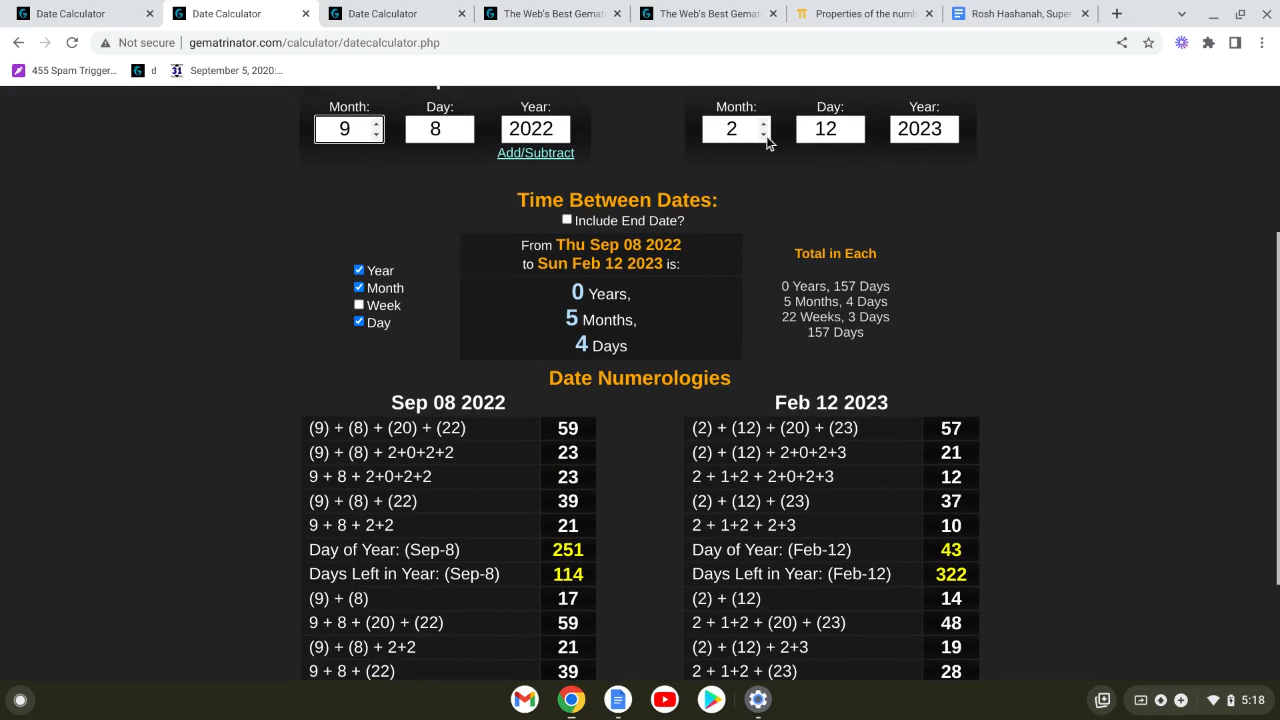 Date Calculator
Date Calculator
Date Calculator
The Web's Best Gemat
The Web's Best Gemat
Properties of the numb
Rosh Hashanah, Super
Not secure
gematrinator.com/calculator/datecalculator.php
455 Spam Trigger...
d
31
September 5, 2020:...
Month:
Day:
Year:
Month:
Day:
Year:
9
8
2022
2
12
2023
Add/Subtract
Time Between Dates:
Include End Date?
From Thu Sep 08 2022
to Sun Feb 12 2023 is:
Year
Month
Week
Day
0 Years,
5 Months,
4 Days
Total in Each
0 Years, 157 Days
5 Months, 4 Days
22 Weeks, 3 Days
157 Days
Date Numerologies
Sep 08 2022
(9) + (8) + (20) + (22) 59
(9) + (8) + 2+0+2+2 23
9 + 8 + 2+0+2+2 23
(9) + (8) + (22) 39
9 + 8 + 2+2 21
Day of Year: (Sep-8) 251
Days Left in Year: (Sep-8) 114
(9) + (8) 17
9 + 8 + (20) + (22) 59
(9) + (8) + 2+2 21
9 + 8 + (22) 39
Feb 12 2023
(2) + (12) + (20) + (23) 57
(2) + (12) + 2+0+2+3 21
2 + 1+2 + 2+0+2+3 12
(2) + (12) + (23) 37
2 + 1+2 + 2+3 10
Day of Year: (Feb-12) 43
Days Left in Year: (Feb-12) 322
(2) + (12) 14
2 + 1+2 + (20) + (23) 48
(2) + (12) + 2+3 19
2 + 1+2 + (23) 28
5:18